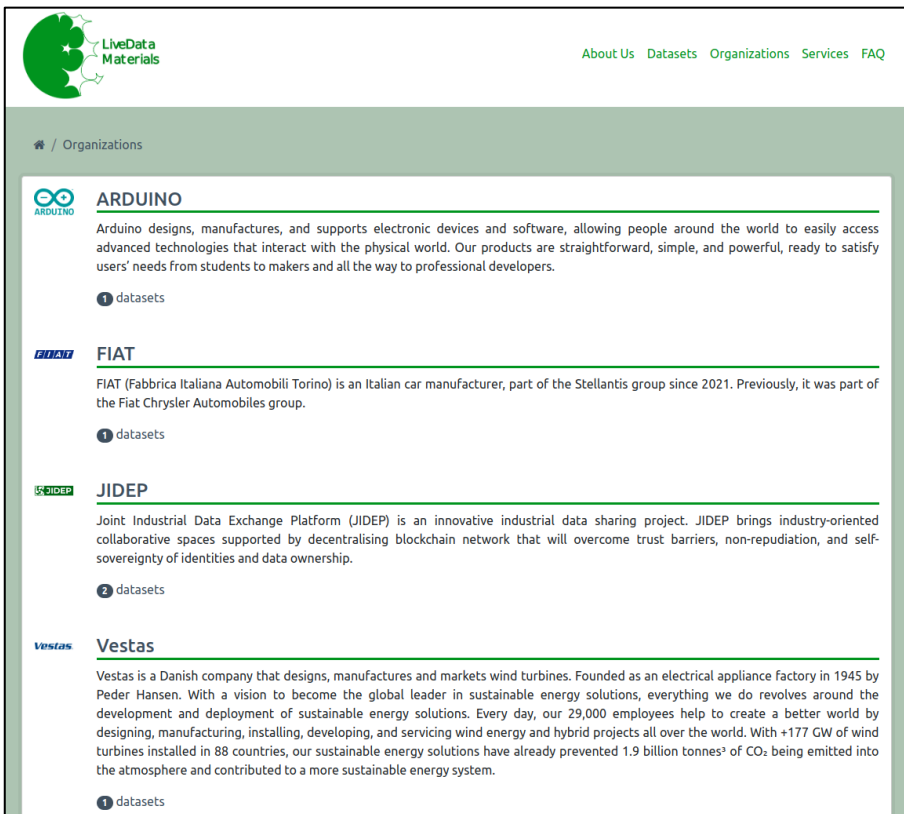 LiveData
Materials
About Us Datasets Organizations Services FAQ
/ Organizations
ARDUINO
ARDUINO
Arduino designs, manufactures, and supports electronic devices and software, allowing people around the world to easily access
advanced technologies that interact with the physical world. Our products are straightforward, simple, and powerful, ready to satisfy
users’ needs from students to makers and all the way to professional developers.
1 datasets
FIAT
FIAT
FIAT (Fabbrica Italiana Automobili Torino) is an Italian car manufacturer, part of the Stellantis group since 2021. Previously, it was part of
the Fiat Chrysler Automobiles group.
1 datasets
JIDEP
JIDEP
Joint Industrial Data Exchange Platform (JIDEP) is an innovative industrial data sharing project. JIDEP brings industry-oriented
collaborative spaces supported by decentralising blockchain network that will overcome trust barriers, non-repudiation, and self-
sovereignty of identities and data ownership.
2 datasets
Vestas
Vestas
Vestas is a Danish company that designs, manufactures and markets wind turbines. Founded as an electrical appliance factory in 1945 by
Peder Hansen. With a vision to become the global leader in sustainable energy solutions, everything we do revolves around the
development and deployment of sustainable energy solutions. Every day, our 29,000 employees help to create a better world by
designing, manufacturing, installing, developing, and servicing wind energy and hybrid projects all over the world. With +177 GW of wind
turbines installed in 88 countries, our sustainable energy solutions have already prevented 1.9 billion tonnes³ of CO₂ being emitted into
the atmosphere and contributed to a more sustainable energy system.
1 datasets